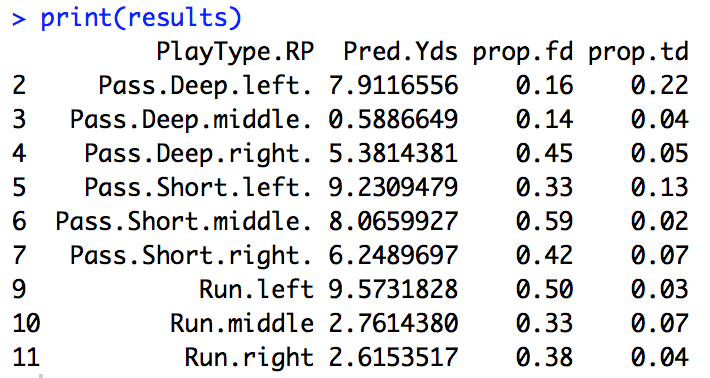 > print(results)
PlayType.RP Pred.Yds prop.fd prop.td
2 Pass.Deep.left. 7.9116556 0.16 0.22
3 Pass.Deep.middle. 0.5886649 0.14 0.04
4 Pass.Deep.right. 5.3814381 0.45 0.05
5 Pass.Short.left. 9.2309479 0.33 0.13
6 Pass.Short.middle. 8.0659927 0.59 0.02
7 Pass.Short.right. 6.2489697 0.42 0.07
9 Run.left 9.5731828 0.50 0.03
10 Run.middle 2.7614380 0.33 0.07
11 Run.right 2.6153517 0.38 0.04